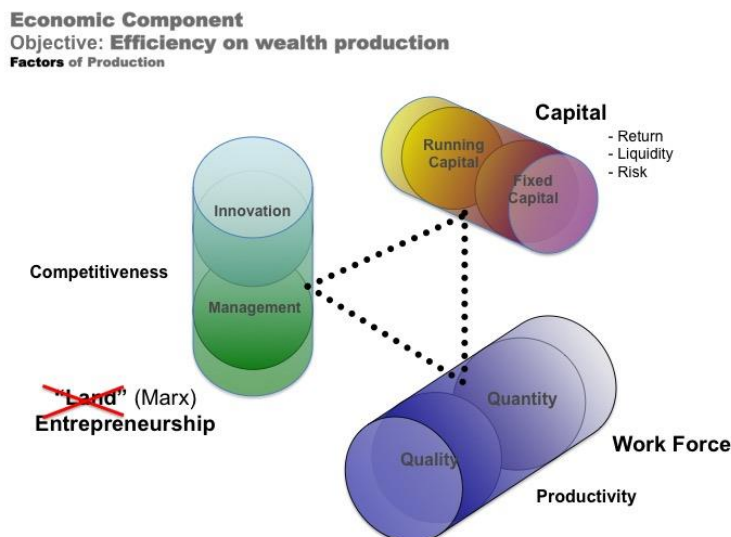 Economic Component
Objective: Efficiency on wealth production
Factors of Production
Capital
- Return
- Liquidity
- Risk
Running
Capital
Fixed
Capital
Innovation
Competitiveness
Management
"Land" (Marx)
Entrepreneurship
Quantity
Quality
Work Force
Productivity